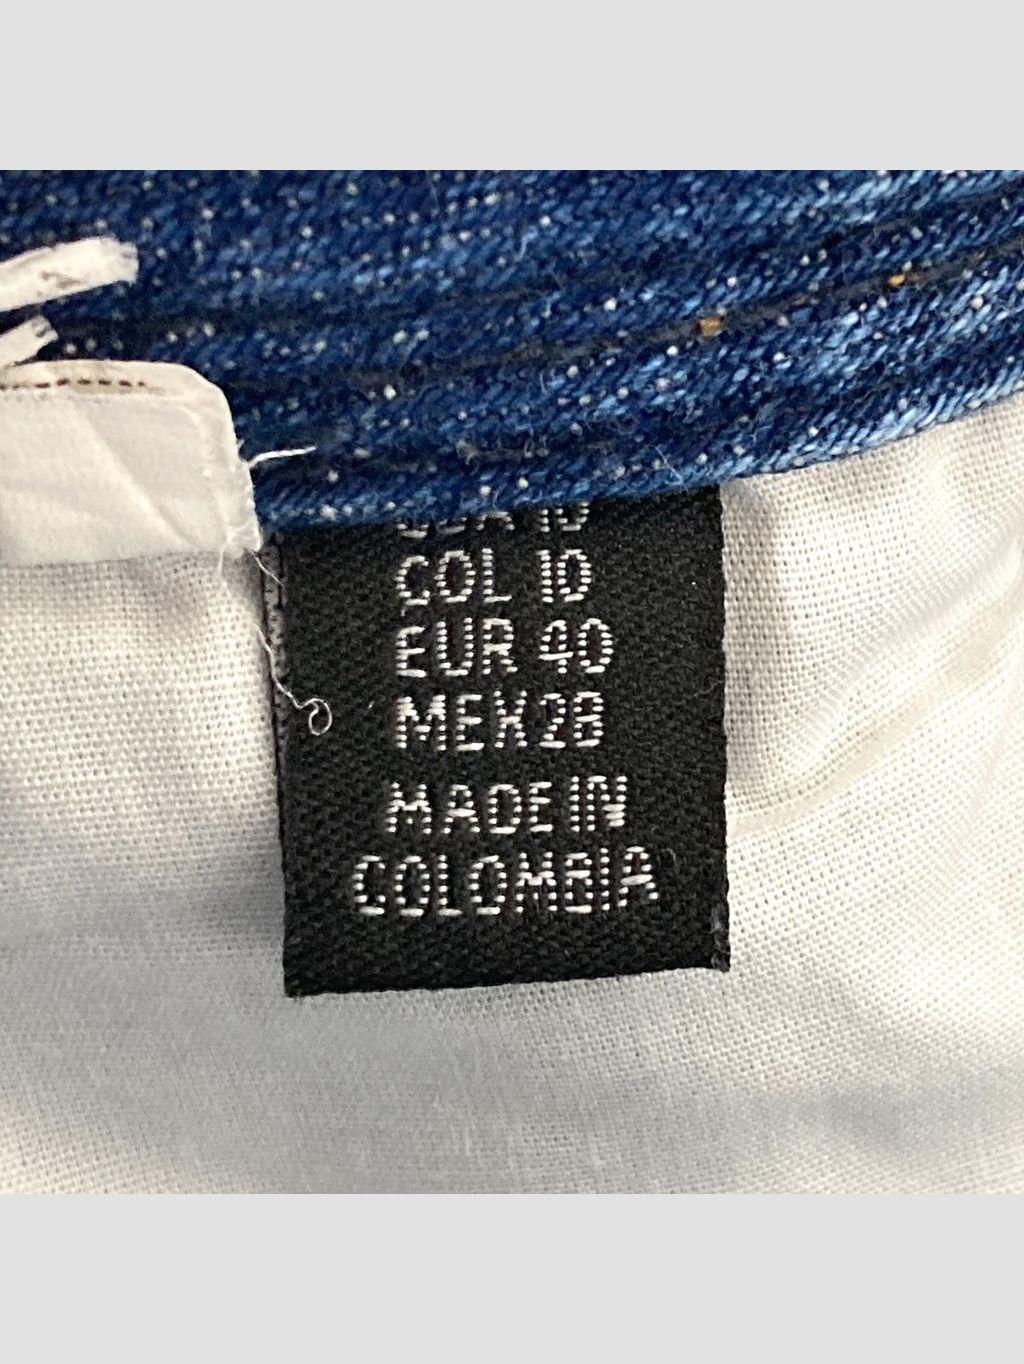 COL 10
EUR 40
MEX 28
MADE IN
COLOMBIA